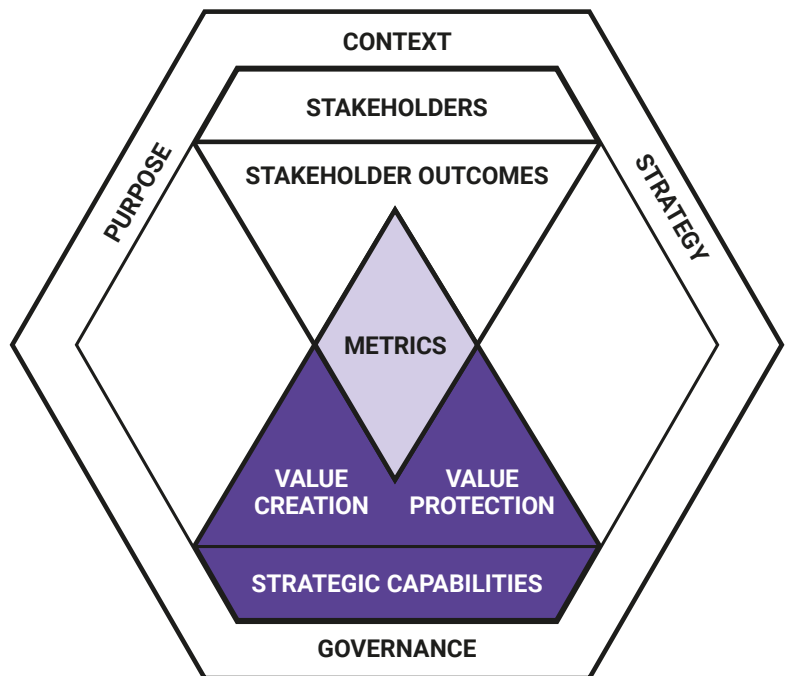 CONTEXT
STAKEHOLDERS
STAKEHOLDER OUTCOMES
PURPOSE
STRATEGY
METRICS
VALUE
CREATION
VALUE
PROTECTION
STRATEGIC CAPABILITIES
GOVERNANCE